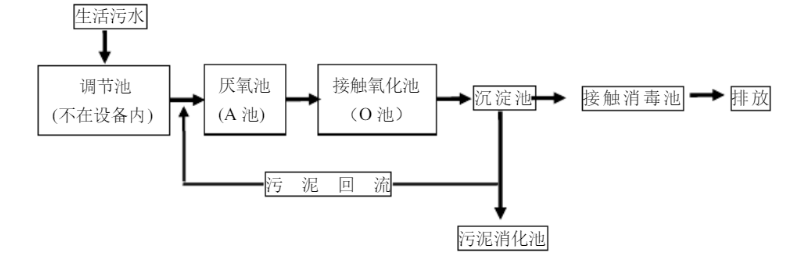 生活污水
调节池
(不在设备内)
厌氧池
(A 池)
接触氧化池
（O 池）
沉淀池
接触消毒池
排放
污泥回流
污泥消化池